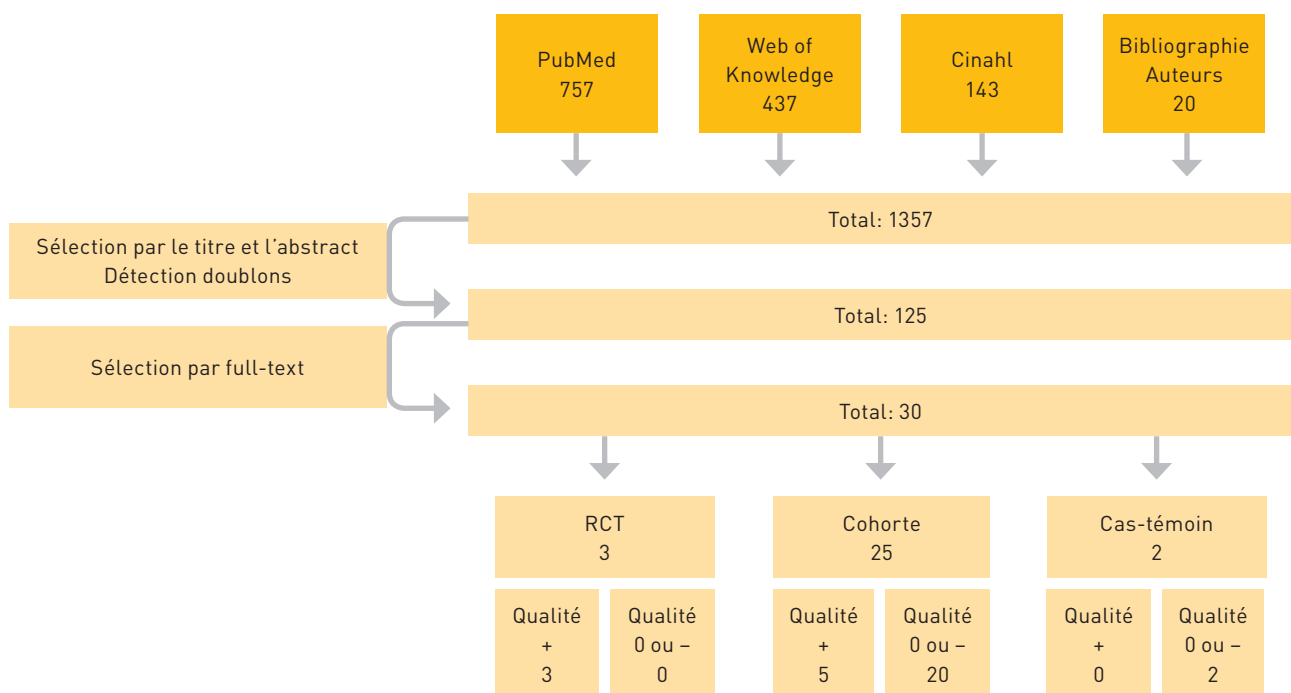 PubMed
757
Web of
Knowledge
437
Cinahl
143
Bibliographie
Auteurs
20
Total: 1357
Sélection par le titre et l’abstract
Détection doublons
Total: 125
Sélection par full-text
Total: 30
RCT
3
Cohorte
25
Cas-témoin
2
Qualité
+
3
Qualité
0 ou –
0
Qualité
+
5
Qualité
0 ou –
20
Qualité
+
0
Qualité
0 ou –
2